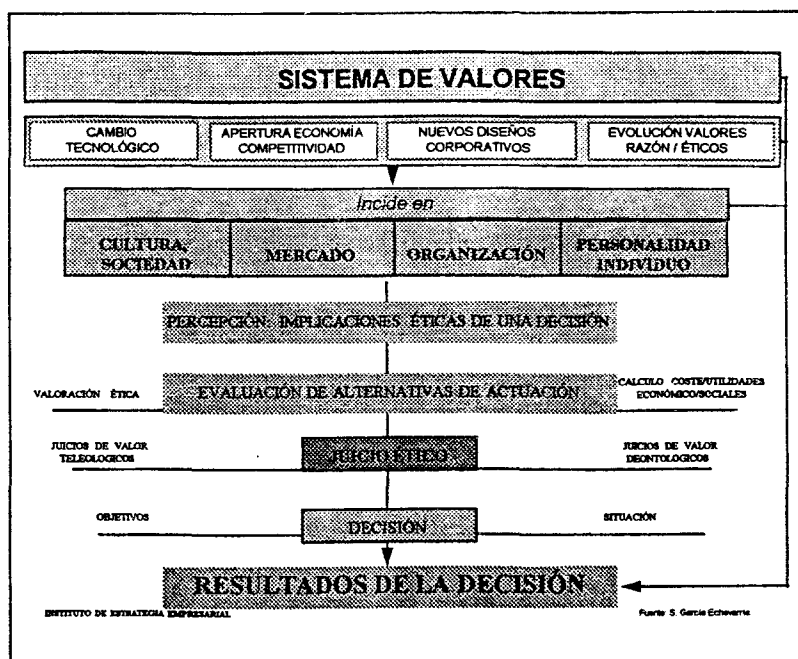 SISTEMA DE VALORES
CAMBIO
TECNOLÓGICO
APERTURA ECONOMÍA
COMPETITIVIDAD
NUEVOS DISEÑOS
CORPORATIVOS
EVOLUCIÓN VALORES
RAZÓN / ÉTICOS
Incide en
CULTURA,
SOCIEDAD
MERCADO
ORGANIZACIÓN
PERSONALIDAD
INDIVIDUO
PERCEPCIÓN: IMPLICACIONES ÉTICAS DE UNA DECISIÓN
VALORACIÓN ÉTICA
EVALUACIÓN DE ALTERNATIVAS DE ACTUACIÓN
CALCULO COSTE/UTILIDADES
ECONÓMICO/SOCIALES
JUICIOS DE VALOR
TELEOLOGICOS
JUICIO ÉTICO
JUICIOS DE VALOR
DEONTOLOGICOS
OBJETIVOS
DECISIÓN
SITUACIÓN
RESULTADOS DE LA DECISIÓN
INSTITUTO DE ESTRATEGIA EMPRESARIAL
Fuente: S. García Echevarría